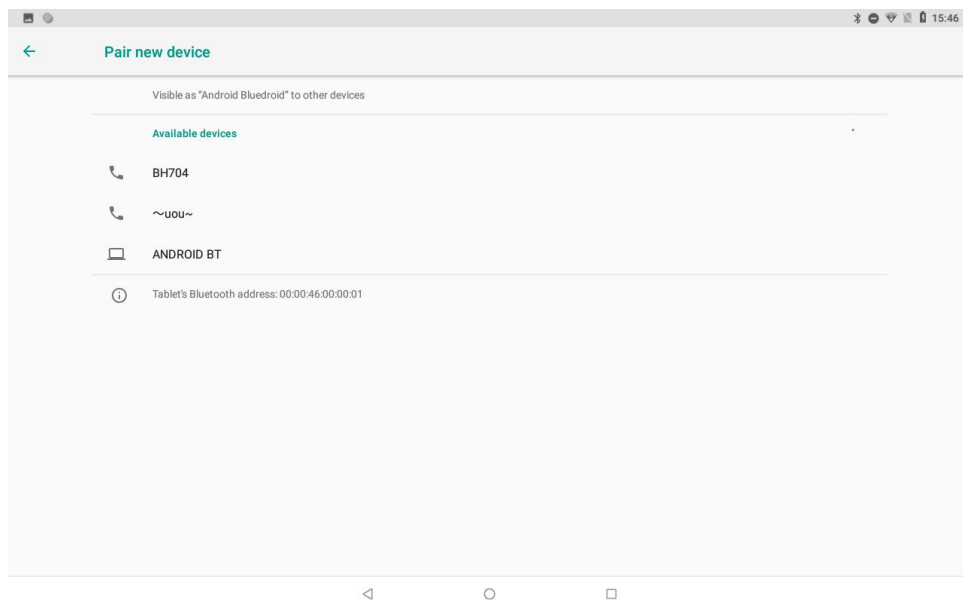 15:46
Pair new device
Visible as “Android Bluedroid” to other devices
Available devices
BH704
～uou~
ANDROID BT
Tablet's Bluetooth address: 00:00:46:00:00:01